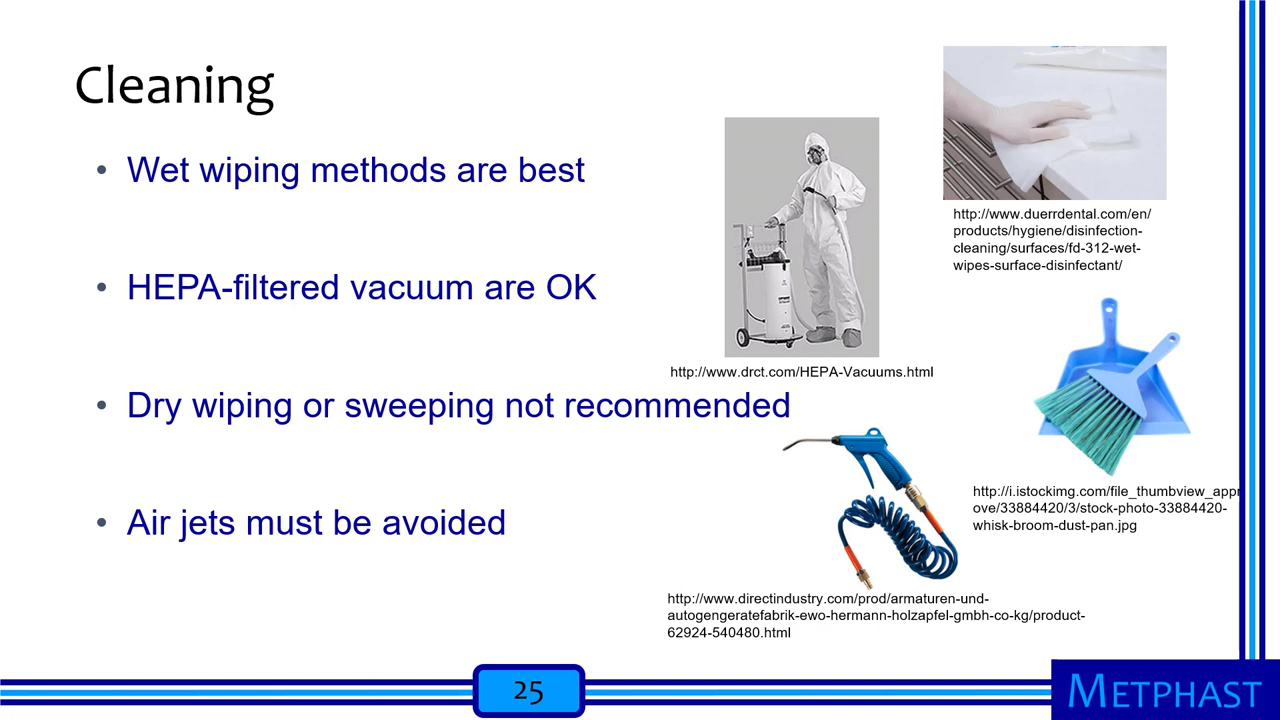 Cleaning
• Wet wiping methods are best
• HEPA-filtered vacuum are OK
• Dry wiping or sweeping not recommended
• Air jets must be avoided
http://www.duerrdental.com/en/
products/hygiene/disinfection-
cleaning/surfaces/fd-312-wet-
wipes-surface-disinfectant/
http://www.drct.com/HEPA-Vacuums.html
http://i.istockimg.com/file_thumbview_appr
ove/33884420/3/stock-photo-33884420-
whisk-broom-dust-pan.jpg
http://www.directindustry.com/prod/armaturen-und-
autogengeratefabrik-ewo-hermann-holzapfel-gmbh-co-kg/product-
62924-540480.html
25
METPHAST